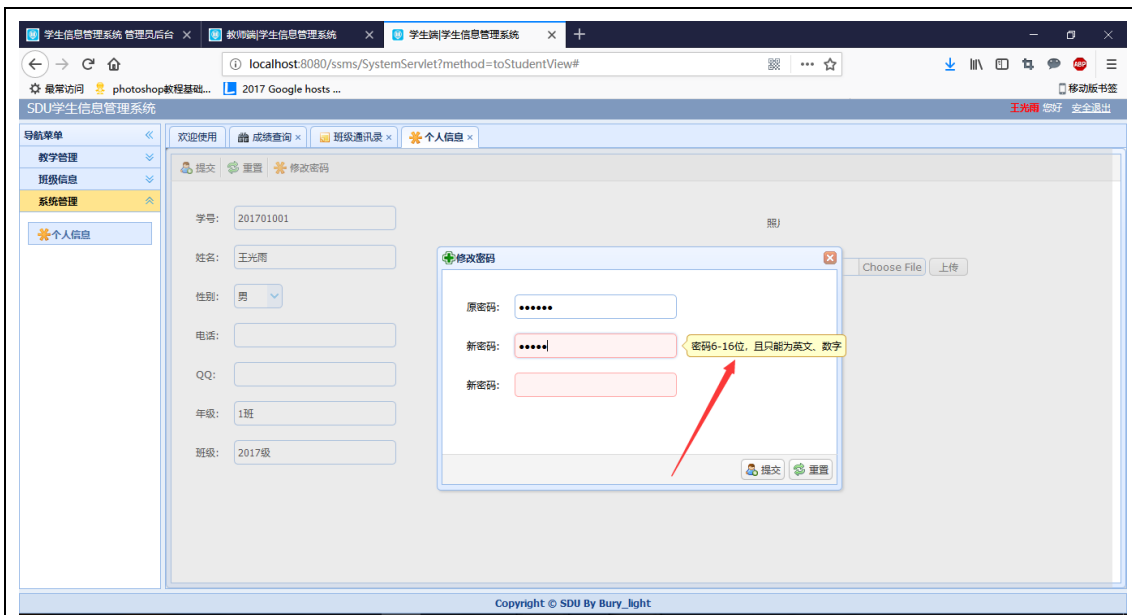 学生信息管理系统 管理员后台
教师端|学生信息管理系统
学生端|学生信息管理系统
localhost:8080/ssms/SystemServlet?method=toStudentView#
ABP
最常访问 photoshop教程基础... 2017 Google hosts ...
移动版书签
SDU学生信息管理系统
王光雨 您好 安全退出
导航菜单
欢迎使用 成绩查询 班级通讯录 个人信息
教学管理
班级信息
系统管理
个人信息
提交 重置 修改密码
学号: 201701001
照
姓名: 王光雨
Choose File 上传
性别: 男
电话:
QQ:
年级: 1班
班级: 2017级
修改密码
原密码: ••••••
新密码: •••••
密码6-16位，且只能为英文、数字
新密码:
提交 重置
Copyright © SDU By Bury_light